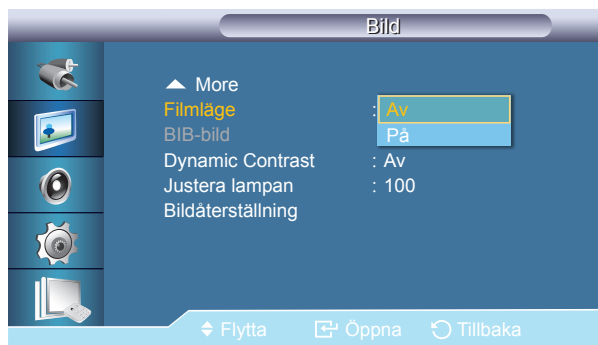 Bild
More
Filmläge : Av
På
BIB-bild
Dynamic Contrast : Av
Justera lampan : 100
Bildåterställning
Flytta Öppna Tillbaka